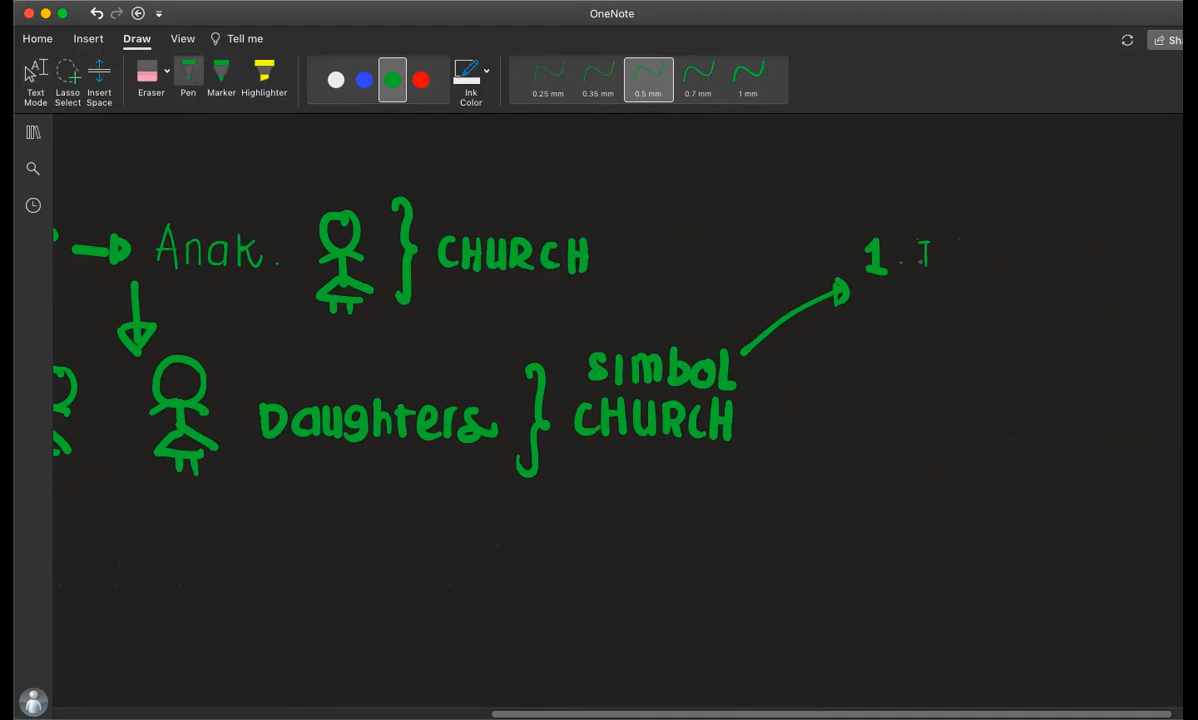 OneNote
Home Insert Draw View Tell me
Sha
Text Mode
Lasso Select
Insert Space
Eraser
Pen
Marker
Highlighter
Ink Color
0.25 mm
0.35 mm
0.5 mm
0.7 mm
1 mm
Anak. } CHURCH
1. I
Daughters } SimboL
CHURCH